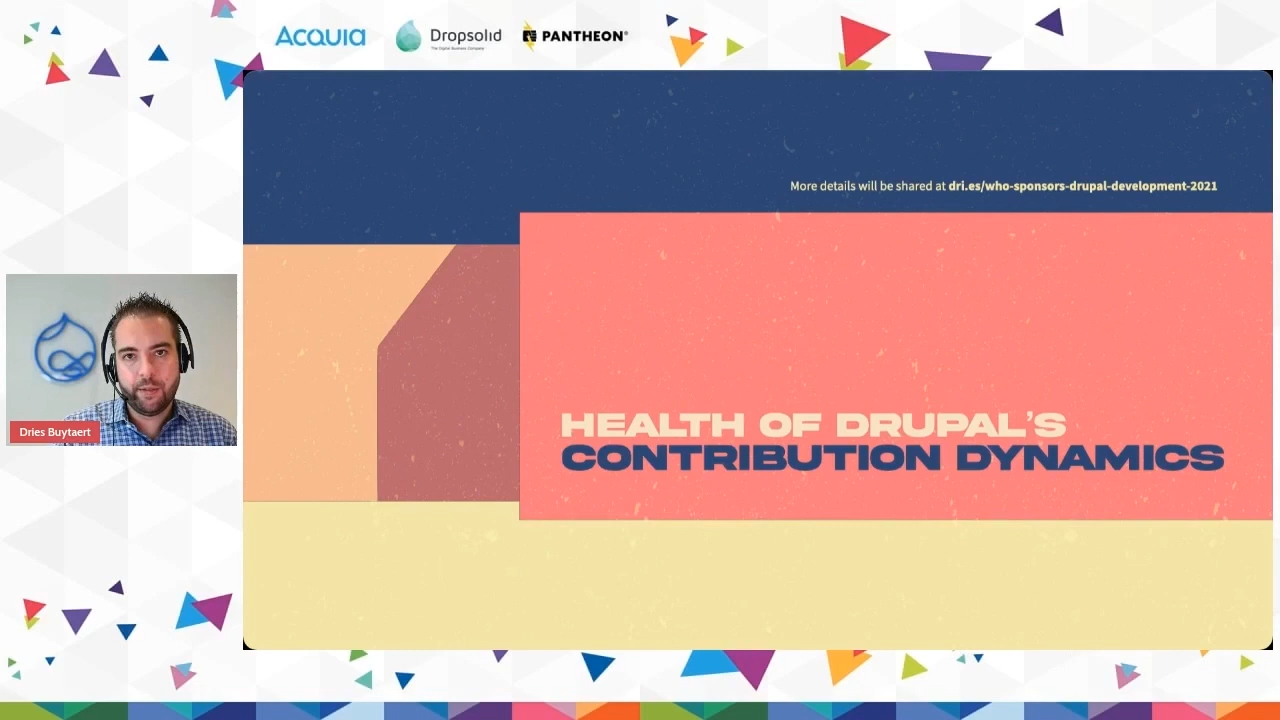 ACQUIA
Dropsolid
The Digital Business Company
PANTHEON®
More details will be shared at dri.es/who-sponsors-drupal-development-2021
Dries Buytaert
HEALTH OF DRUPAL'S
CONTRIBUTION DYNAMICS